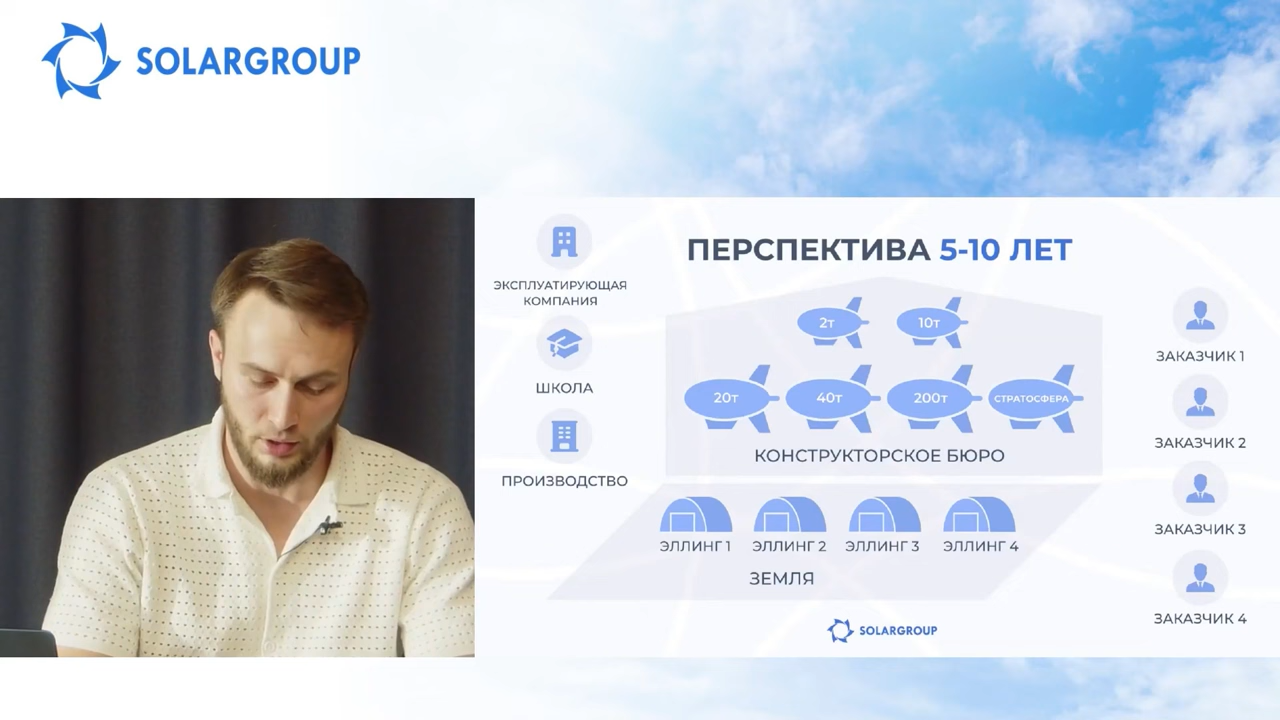 SOLARGROUP
ПЕРСПЕКТИВА 5-10 ЛЕТ
ЭКСПЛУАТИРУЮЩАЯ
КОМПАНИЯ
ШКОЛА
ПРОИЗВОДСТВО
2т
10т
20т
40т
200т
СТРАТОСФЕРА
КОНСТРУКТОРСКОЕ БЮРО
ЭЛЛИНГ 1
ЭЛЛИНГ 2
ЭЛЛИНГ 3
ЭЛЛИНГ 4
ЗЕМЛЯ
ЗАКАЗЧИК 1
ЗАКАЗЧИК 2
ЗАКАЗЧИК 3
ЗАКАЗЧИК 4
SOLARGROUP